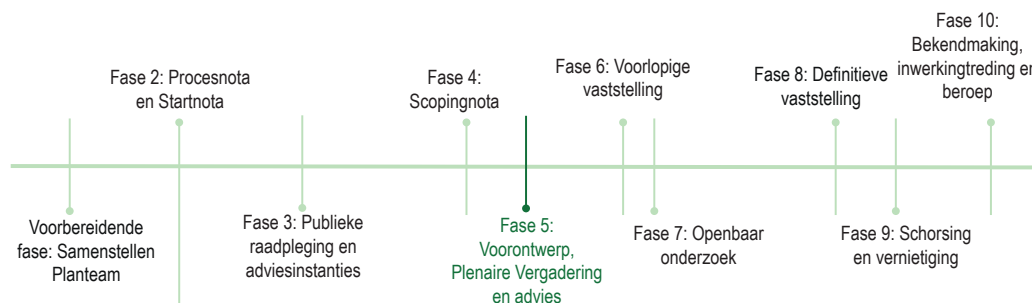 Voorbereidende
fase: Samenstellen
Planteam
Fase 2: Procesnota
en Startnota
Fase 3: Publieke
raadpleging en
adviesinstanties
Fase 4:
Scopingnota
Fase 5:
Voorontwerp,
Plenaire Vergadering
en advies
Fase 6: Voorlopige
vaststelling
Fase 7: Openbaar
onderzoek
Fase 8: Definitieve
vaststelling
Fase 9: Schorsing
en vernietiging
Fase 10:
Bekendmaking,
inwerkingtreding en
beroep